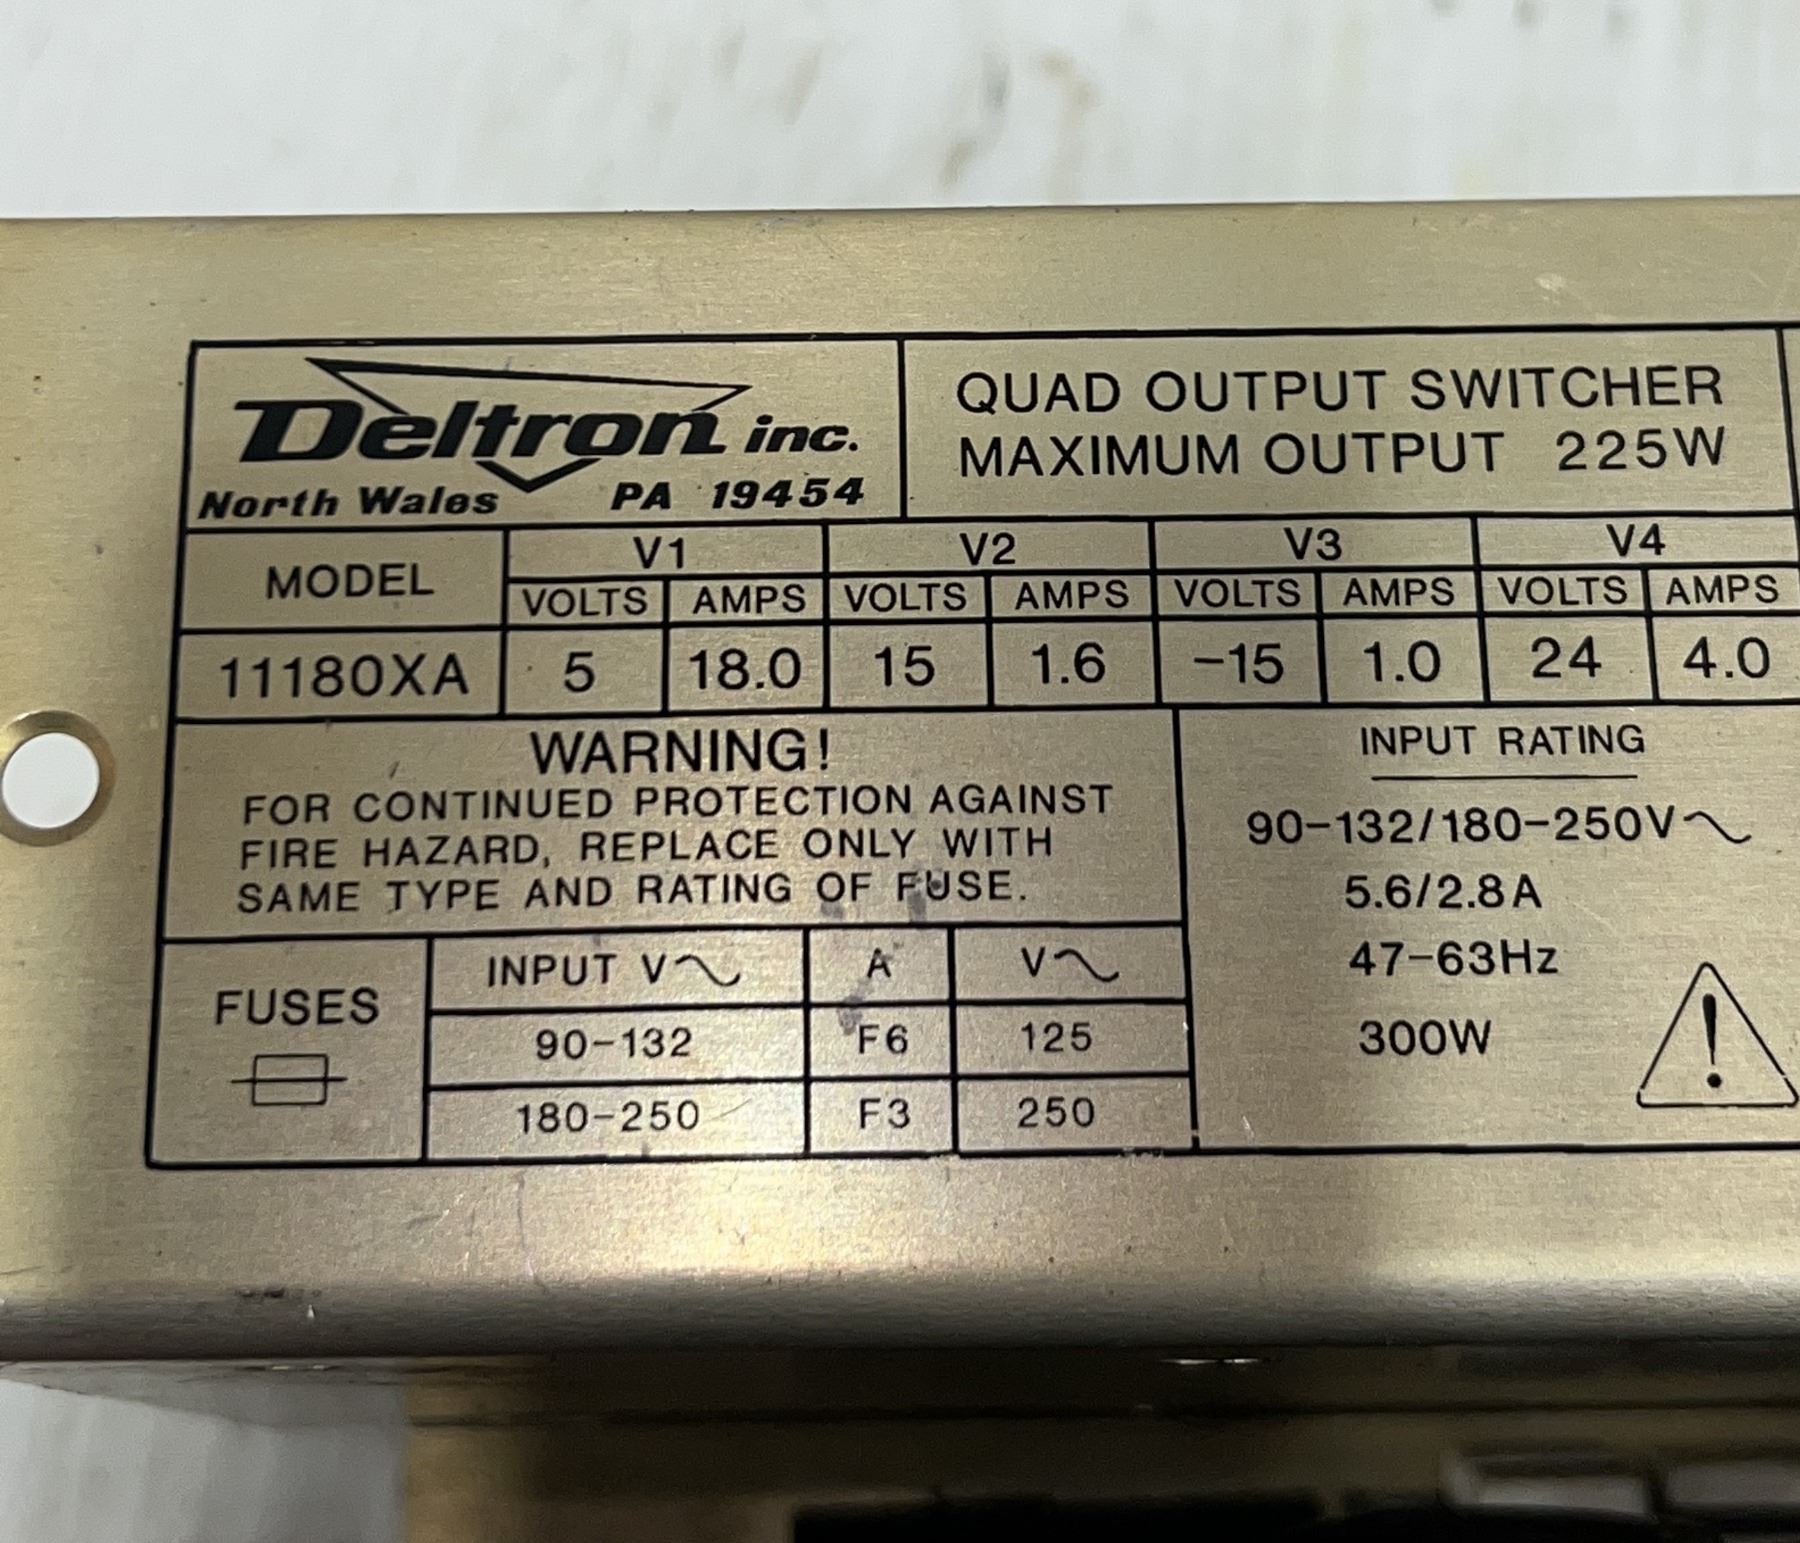 Deltron inc.
North Wales PA 19454
QUAD OUTPUT SWITCHER
MAXIMUM OUTPUT 225W
MODEL V1 V2 V3 V4
VOLTS AMPS VOLTS AMPS VOLTS AMPS VOLTS AMPS
11180XA 5 18.0 15 1.6 -15 1.0 24 4.0
WARNING!
FOR CONTINUED PROTECTION AGAINST
FIRE HAZARD, REPLACE ONLY WITH
SAME TYPE AND RATING OF FUSE.
FUSES INPUT V~ A V~
90-132 F6 125
180-250 F3 250
INPUT RATING
90-132/180-250V~
5.6/2.8A
47-63Hz
300W
!